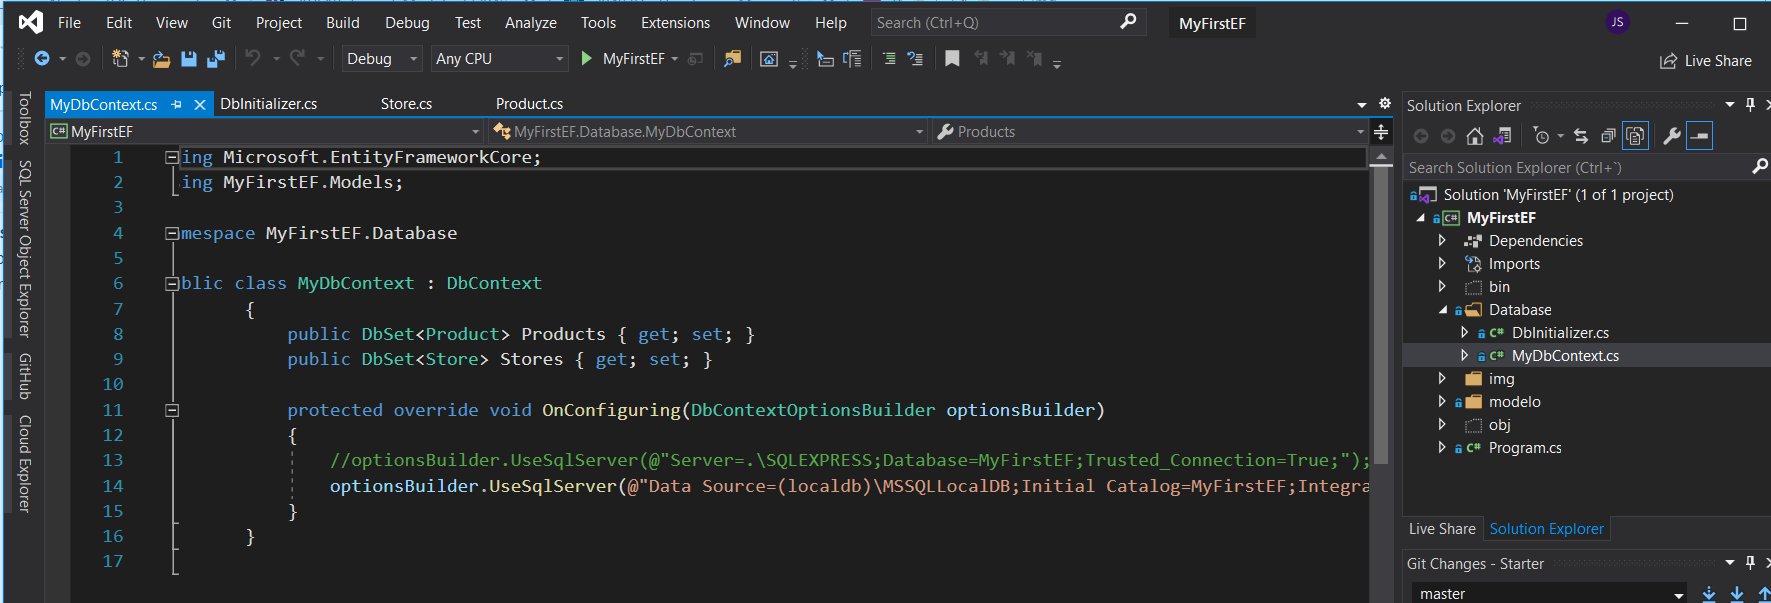 File Edit View Git Project Build Debug Test Analyze Tools Extensions Window Help Search (Ctrl+Q) MyFirstEF JS
Debug Any CPU MyFirstEF Live Share
Toolbox
SQL Server Object Explorer
GitHub
Cloud Explorer
MyDbContext.cs DbInitializer.cs Store.cs Product.cs
C# MyFirstEF MyFirstEF.Database.MyDbContext Products
1 ing Microsoft.EntityFrameworkCore;
2 ing MyFirstEF.Models;
3
4 mespace MyFirstEF.Database
5
6 blic class MyDbContext : DbContext
7 {
8 public DbSet<Product> Products { get; set; }
9 public DbSet<Store> Stores { get; set; }
10
11 protected override void OnConfiguring(DbContextOptionsBuilder optionsBuilder)
12 {
13 //optionsBuilder.UseSqlServer(@"Server=.\SQLEXPRESS;Database=MyFirstEF;Trusted_Connection=True;");
14 optionsBuilder.UseSqlServer(@"Data Source=(localdb)\MSSQLLocalDB;Initial Catalog=MyFirstEF;Integra
15 }
16 }
17
Solution Explorer
Search Solution Explorer (Ctrl+`)
Solution 'MyFirstEF' (1 of 1 project)
C# MyFirstEF
Dependencies
Imports
bin
Database
C# DbInitializer.cs
C# MyDbContext.cs
img
modelo
obj
C# Program.cs
Live Share Solution Explorer
Git Changes - Starter
master